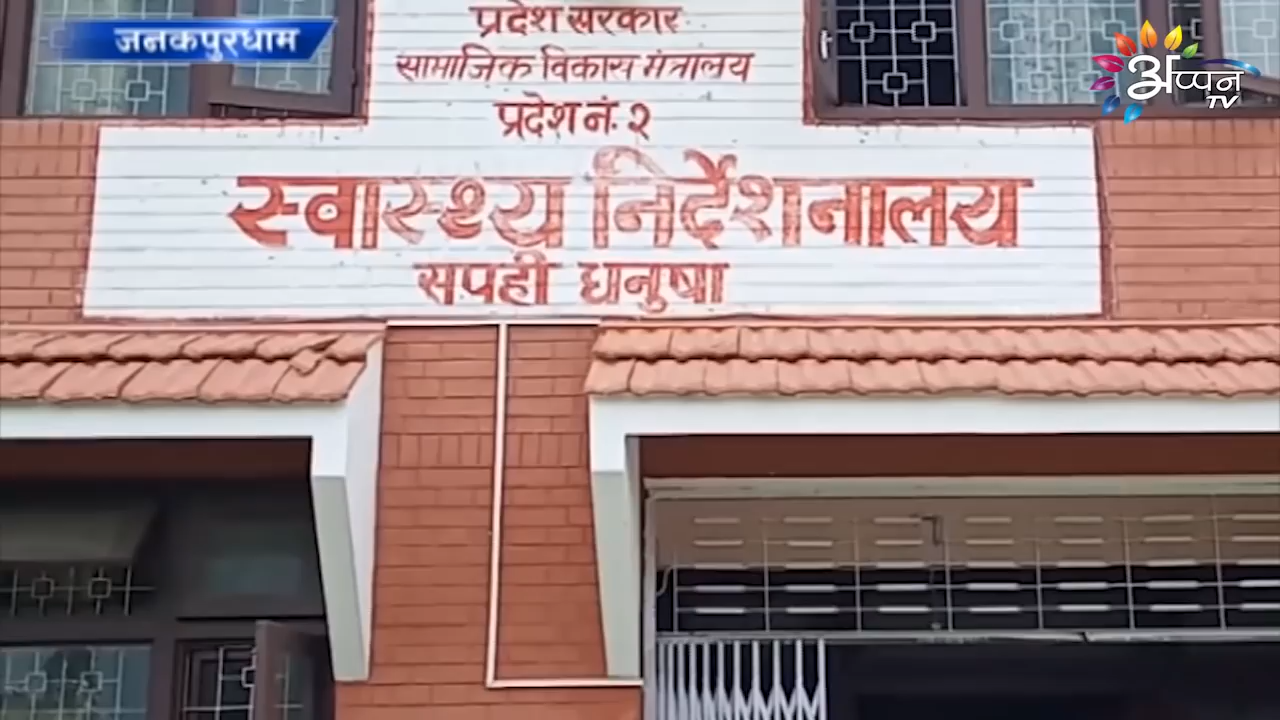 जनकपुरधाम
अप्पन
TV
प्रदेश सरकार
सामाजिक विकास मंत्रालय
प्रदेश नं. २
स्वास्थ्य निर्देशनालय
सपही धनुषा